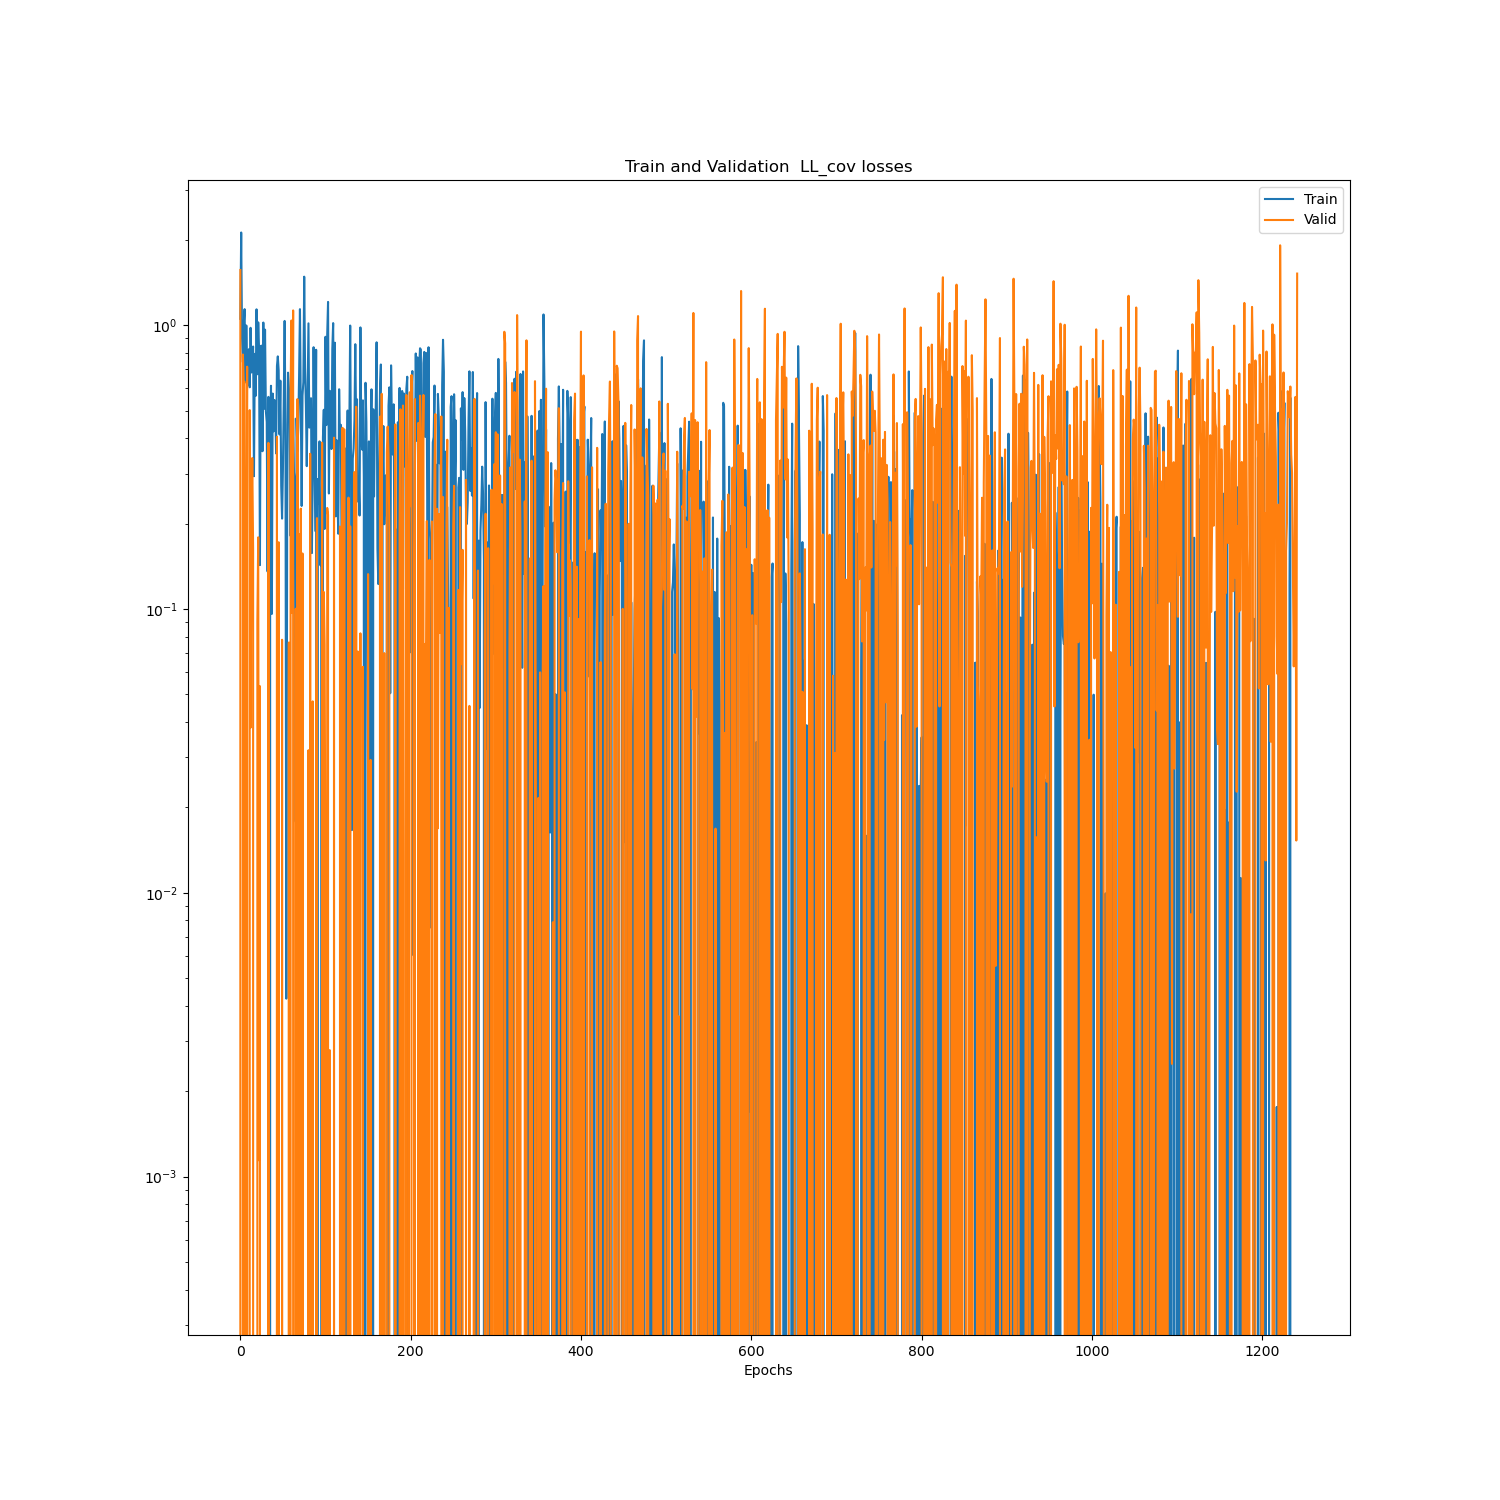 Train and Validation  LL_cov losses
Train
Valid
10⁰
10⁻¹
10⁻²
10⁻³
0 200 400 600 800 1000 1200
Epochs